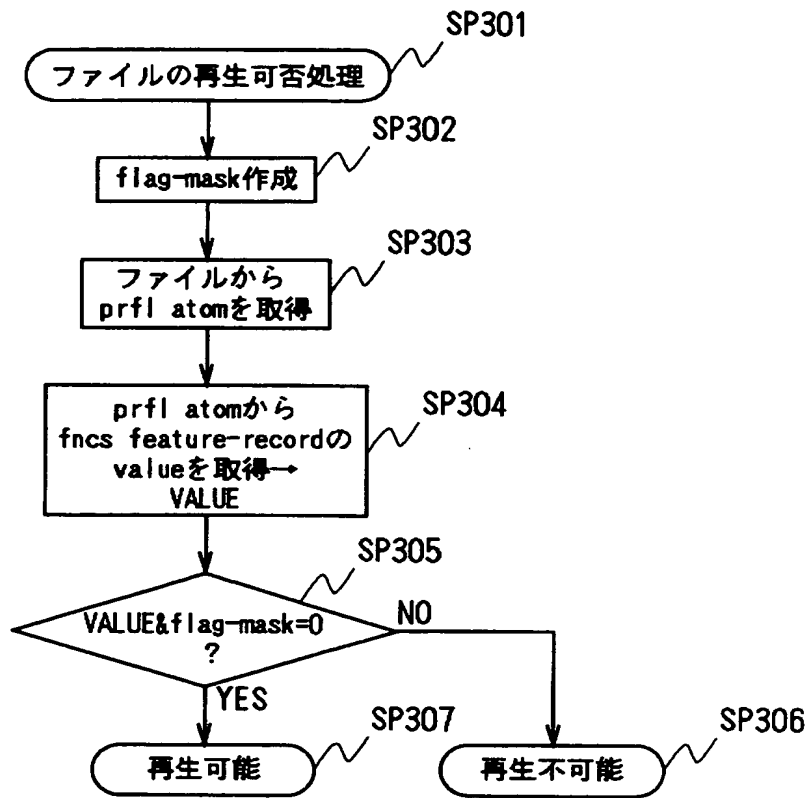 SP301
ファイルの再生可否処理
SP302
flag-mask作成
SP303
ファイルから
prfl atomを取得
SP304
prfl atomから
fncs feature-recordの
valueを取得→
VALUE
SP305
VALUE&flag-mask=0
?
NO
YES
SP307
再生可能
SP306
再生不可能